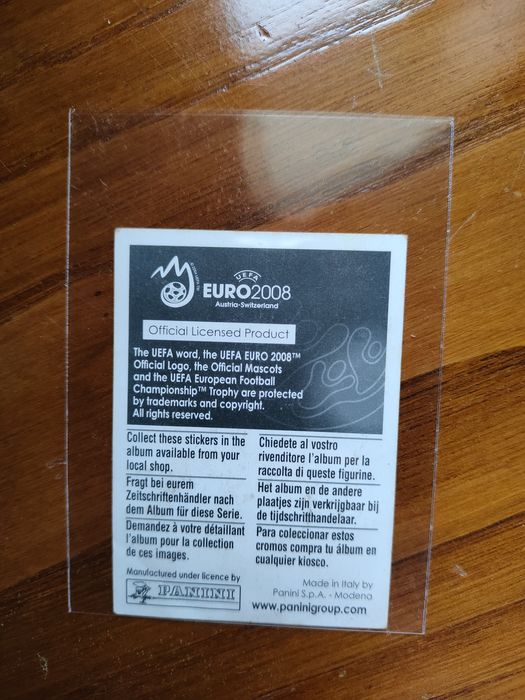 UEFA
EURO2008
Austria-Switzerland
Official Licensed Product
The UEFA word, the UEFA EURO 2008™
Official Logo, the Official Mascots
and the UEFA European Football
Championship™ Trophy are protected
by trademarks and copyright.
All rights reserved.
Collect these stickers in the
album available from your
local shop.
Fragt bei eurem
Zeitschriftenhändler nach
dem Album für diese Serie.
Demandez à votre détaillant
l'album pour la collection
de ces images.
Chiedete al vostro
rivenditore l'album per la
raccolta di queste figurine.
Het album en de andere
plaatjes zijn verkrijgbaar bij
de tijdschrifthandelaar.
Para coleccionar estos
cromos compra tu álbum en
cualquier kiosco.
Manufactured under licence by
PANINI
Made in Italy by
Panini S.p.A. - Modena
www.paninigroup.com